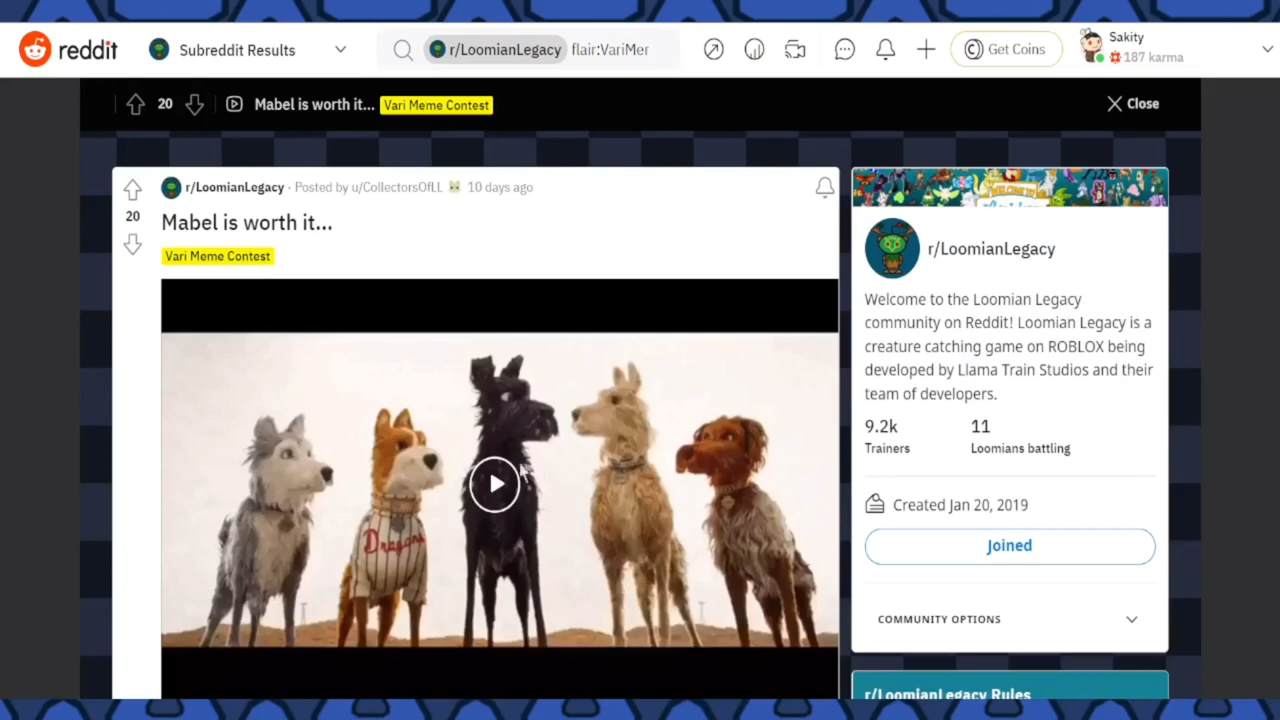 reddit
Subreddit Results
r/LoomianLegacy flair:VariMer
Get Coins
Sakity
187 karma
20 Mabel is worth it... Vari Meme Contest
Close
r/LoomianLegacy · Posted by u/CollectorsOfLL 10 days ago
20
Mabel is worth it...
Vari Meme Contest
Dragons
r/LoomianLegacy
Welcome to the Loomian Legacy
community on Reddit! Loomian Legacy is a
creature catching game on ROBLOX being
developed by Llama Train Studios and their
team of developers.
9.2k 11
Trainers Loomians battling
Created Jan 20, 2019
Joined
COMMUNITY OPTIONS
r/LoomianLegacy Rules